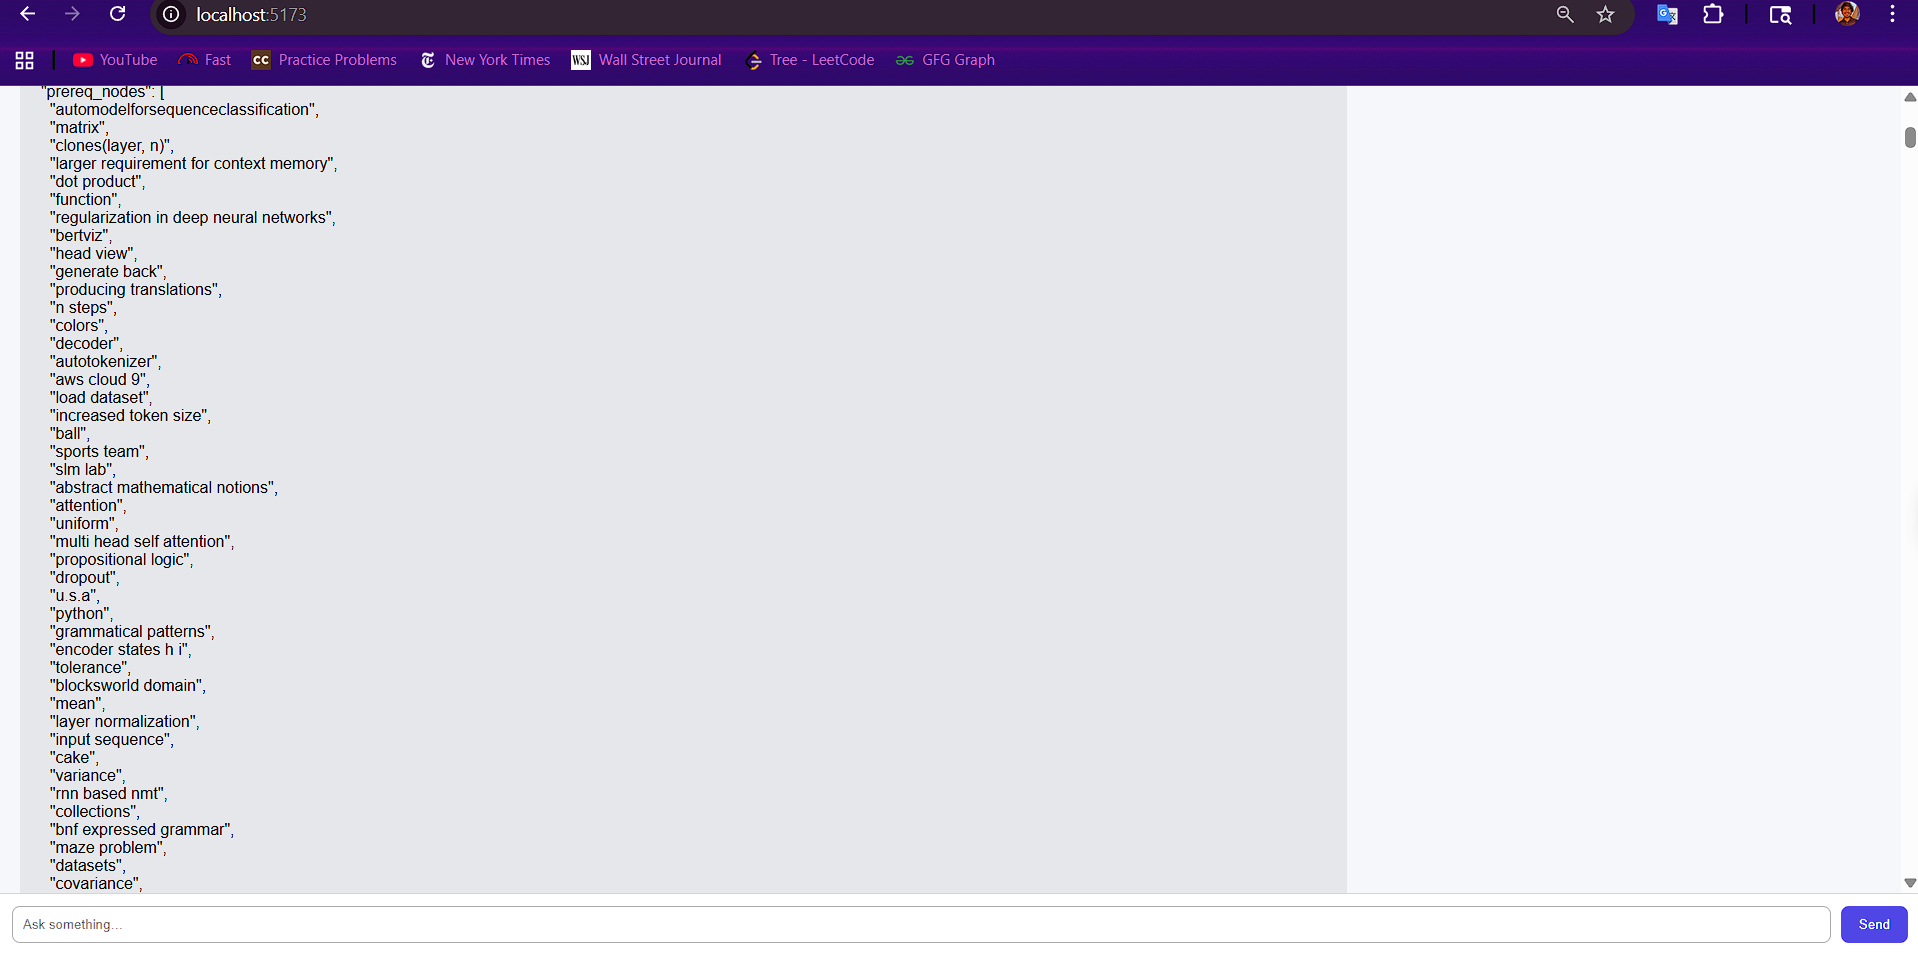 localhost:5173
YouTube Fast CC Practice Problems New York Times WSJ Wall Street Journal Tree - LeetCode GFG Graph
"prereq_nodes": [
"automodelforsequenceclassification",
"matrix",
"clones(layer, n)",
"larger requirement for context memory",
"dot product",
"function",
"regularization in deep neural networks",
"bertviz",
"head view",
"generate back",
"producing translations",
"n steps",
"colors",
"decoder",
"autotokenizer",
"aws cloud 9",
"load dataset",
"increased token size",
"ball",
"sports team",
"slm lab",
"abstract mathematical notions",
"attention",
"uniform",
"multi head self attention",
"propositional logic",
"dropout",
"u.s.a",
"python",
"grammatical patterns",
"encoder states h i",
"tolerance",
"blocksworld domain",
"mean",
"layer normalization",
"input sequence",
"cake",
"variance",
"rnn based nmt",
"collections",
"bnf expressed grammar",
"maze problem",
"datasets",
"covariance",
Ask something...
Send